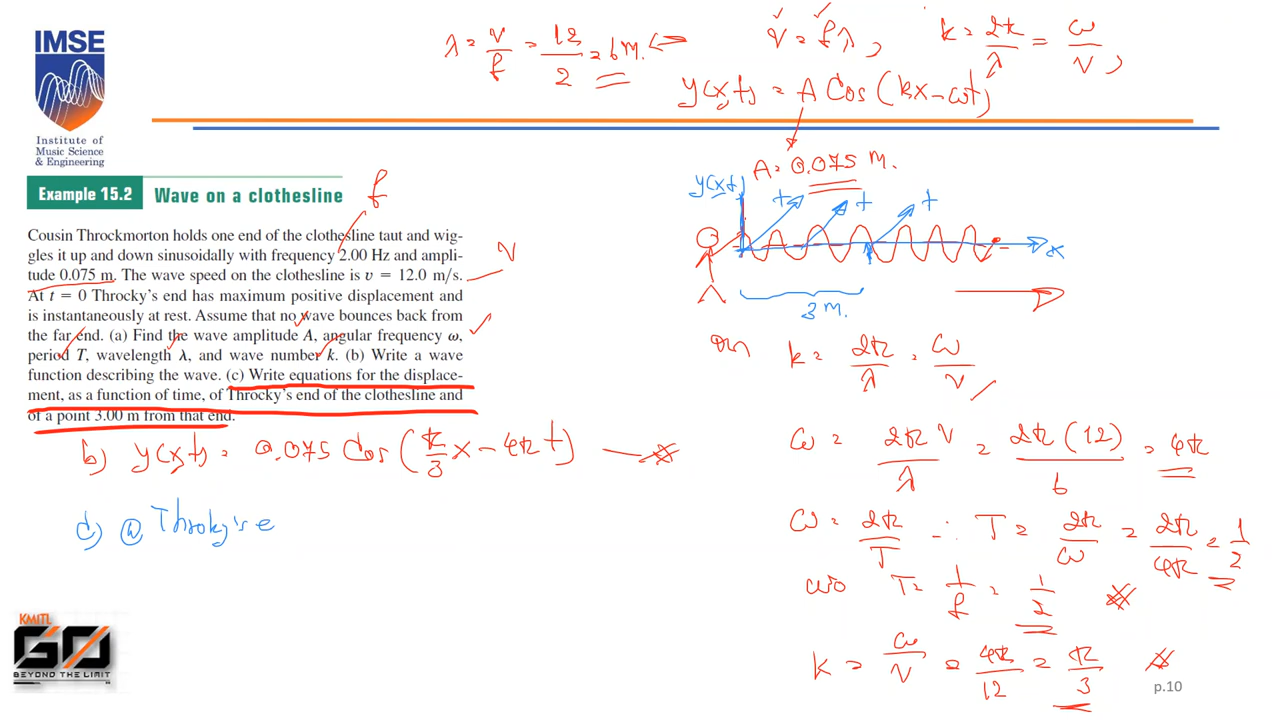 IMSE
Institute of
Music Science
& Engineering
λ = v/f = 12/2 = 6 m.
v = fλ, k = 2π/λ = ω/v,
y(x,t) = A Cos(kx − ωt)
A = 0.075 m.
Example 15.2 Wave on a clothesline
f
Cousin Throckmorton holds one end of the clothesline taut and wig-
gles it up and down sinusoidally with frequency 2.00 Hz and ampli-
tude 0.075 m. The wave speed on the clothesline is v = 12.0 m/s.
v
At t = 0 Throcky's end has maximum positive displacement and
is instantaneously at rest. Assume that no wave bounces back from
the far end. (a) Find the wave amplitude A, angular frequency ω,
period T, wavelength λ, and wave number k. (b) Write a wave
function describing the wave. (c) Write equations for the displace-
ment, as a function of time, of Throcky's end of the clothesline and
of a point 3.00 m from that end.
y(x,t)
t t t
x
3 m.
จาก k = 2π/λ = ω/v
b) y(x,t) = 0.075 Cos(π/3 x − 4πt)
ω = 2πv/λ = 2π(12)/6 = 4π
c) @ Throky's e
ω = 2π/T ∴ T = 2π/ω = 2π/4π = 1/2
T = 1/f = 1/2
k = ω/v = 4π/12 = π/3
KMITL
GO
BEYOND THE LIMIT
p.10